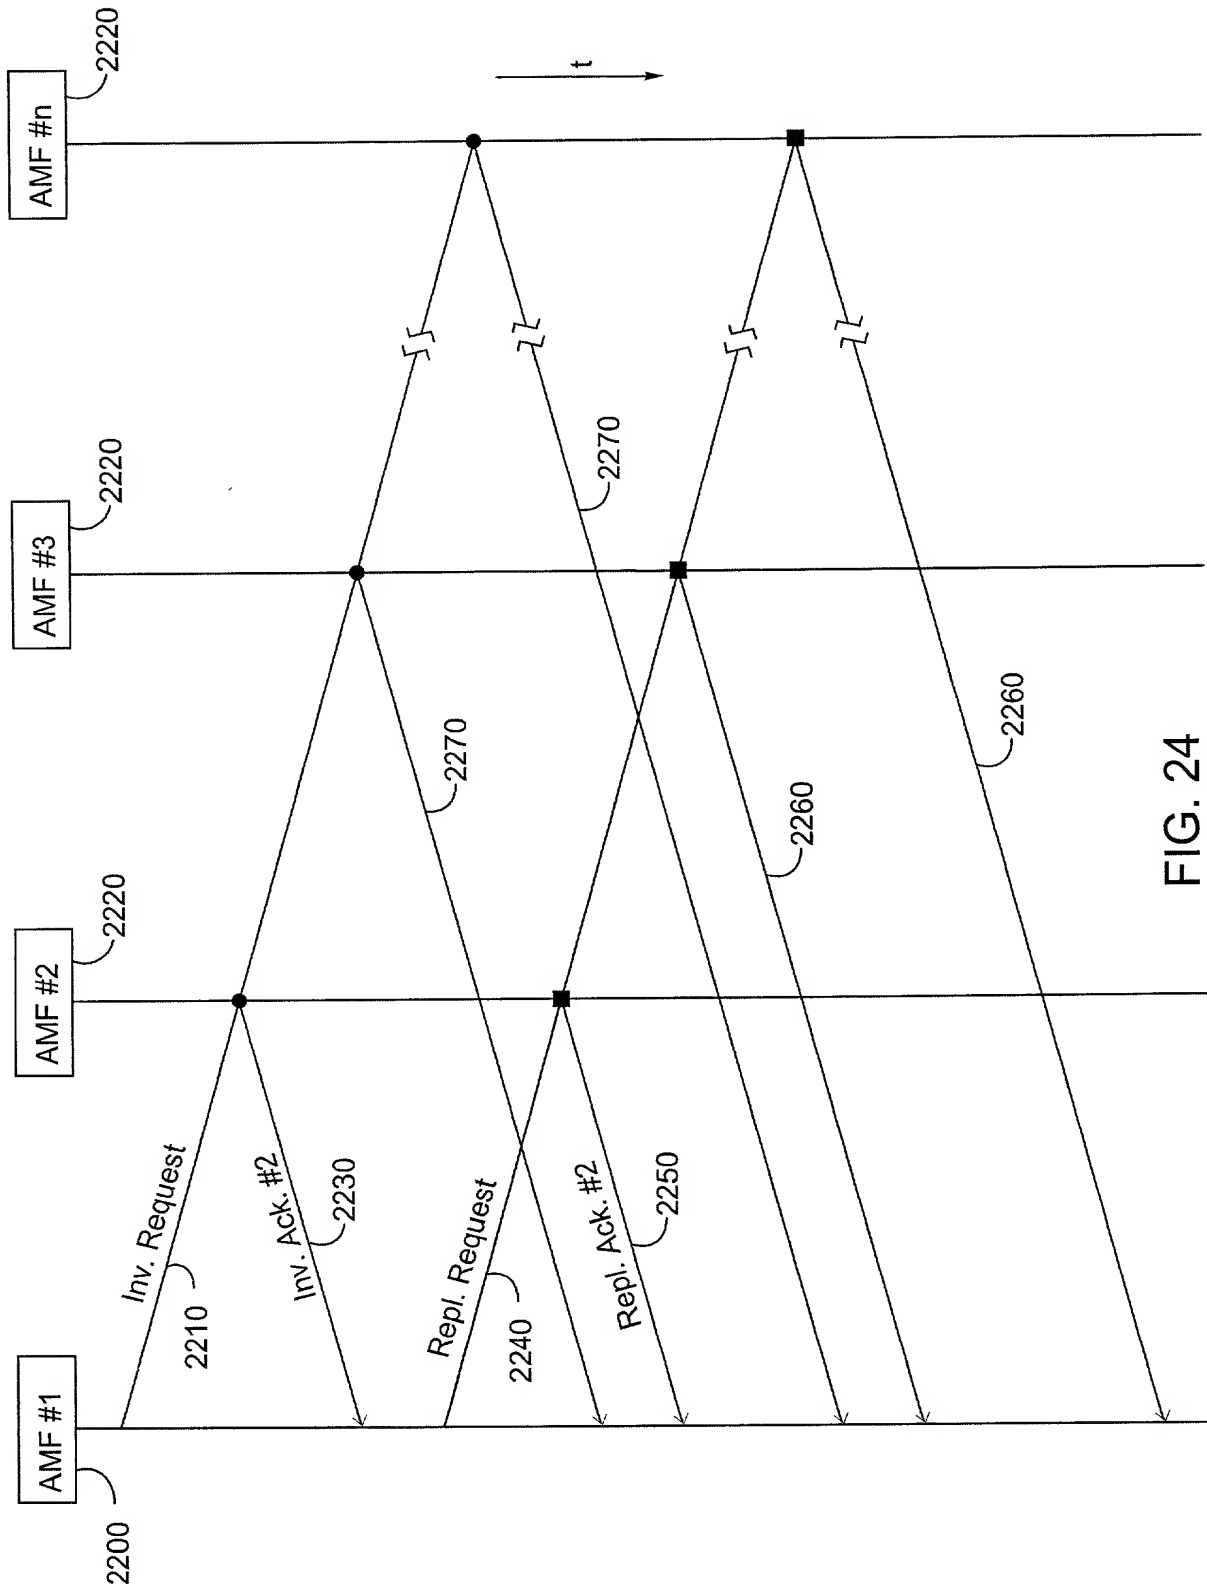 AMF #1
2200
AMF #2
2220
AMF #3
2220
AMF #n
2220
t
Inv. Request
2210
Inv. Ack. #2
2230
2270
2270
Repl. Request
2240
Repl. Ack. #2
2250
2260
2260
FIG. 24